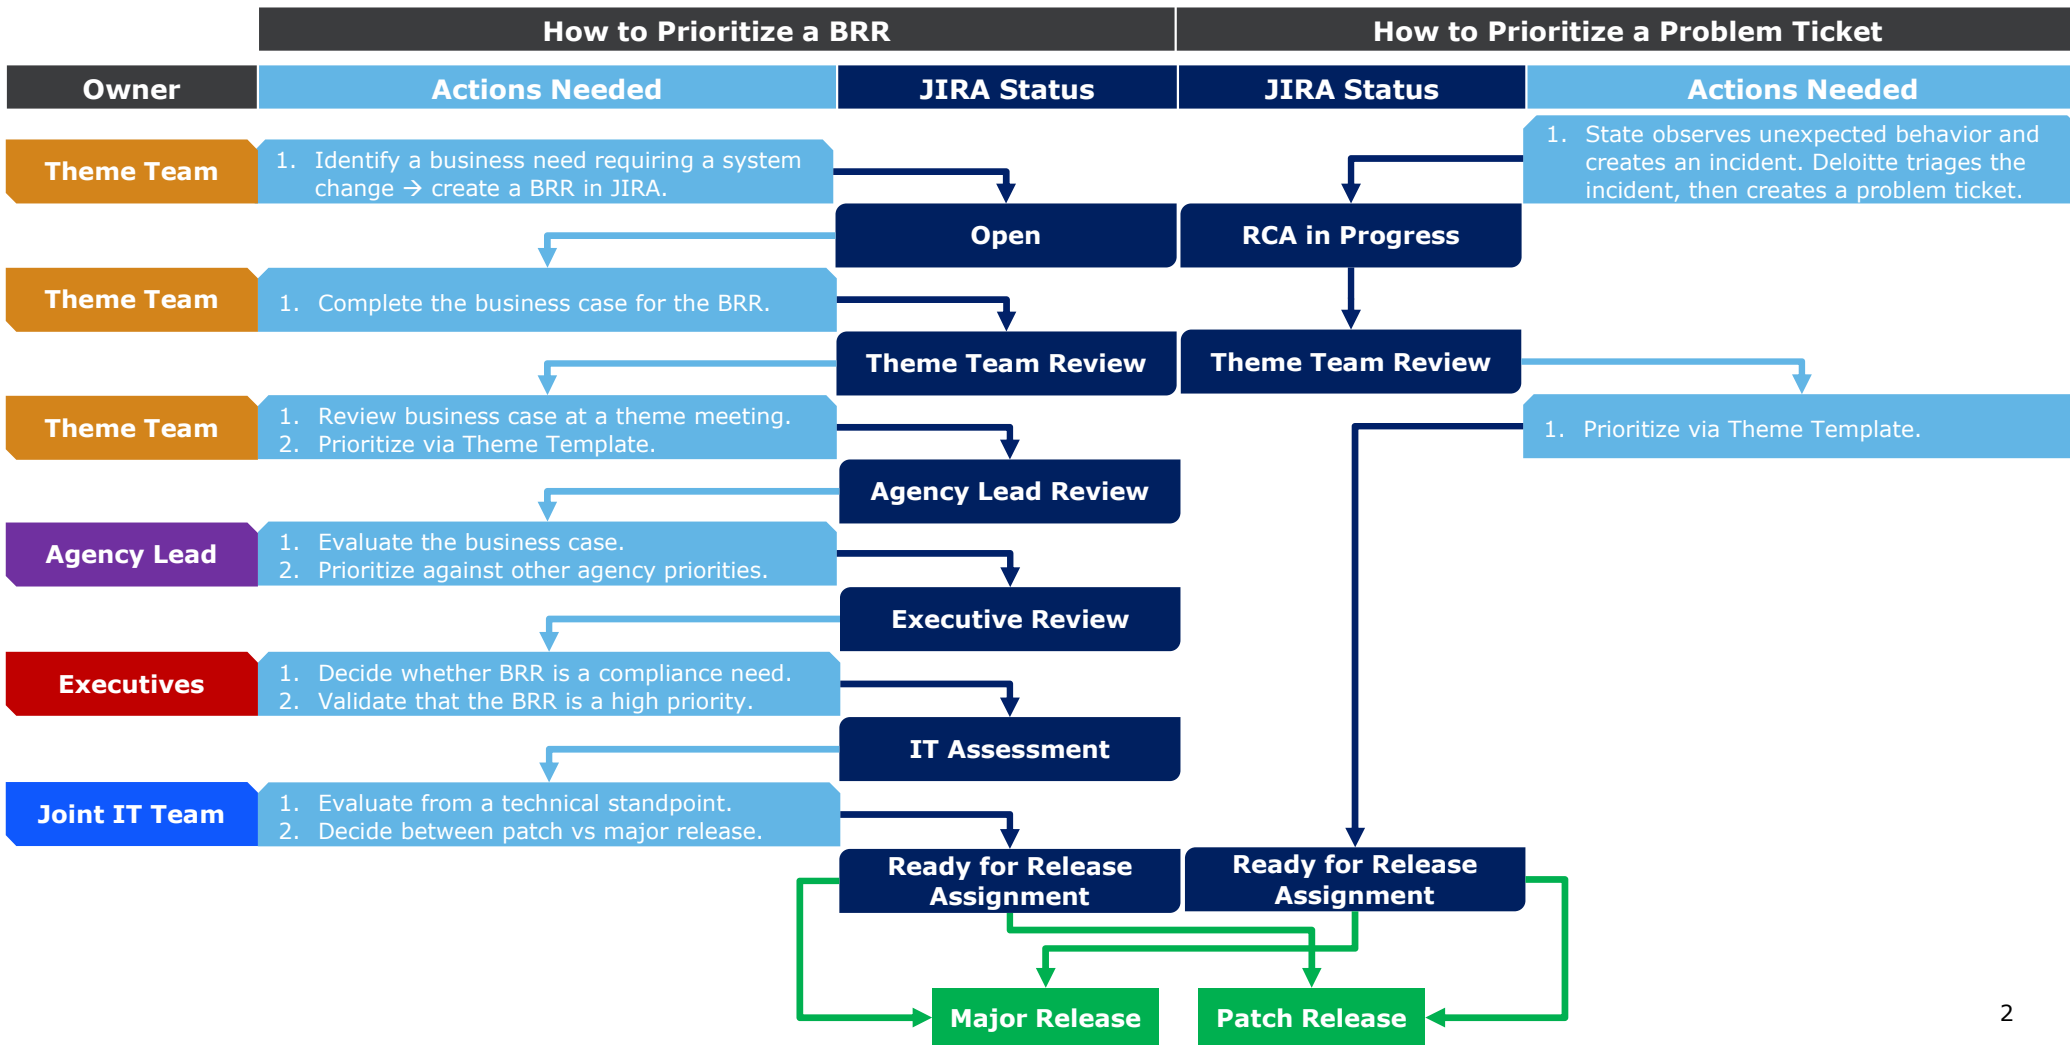 How to Prioritize a BRR
How to Prioritize a Problem Ticket
Owner
Actions Needed
JIRA Status
JIRA Status
Actions Needed
Theme Team
1. Identify a business need requiring a system
change → create a BRR in JIRA.
1. State observes unexpected behavior and
creates an incident. Deloitte triages the
incident, then creates a problem ticket.
Open
RCA in Progress
Theme Team
1. Complete the business case for the BRR.
Theme Team Review
Theme Team Review
Theme Team
1. Review business case at a theme meeting.
2. Prioritize via Theme Template.
1. Prioritize via Theme Template.
Agency Lead Review
Agency Lead
1. Evaluate the business case.
2. Prioritize against other agency priorities.
Executive Review
Executives
1. Decide whether BRR is a compliance need.
2. Validate that the BRR is a high priority.
IT Assessment
Joint IT Team
1. Evaluate from a technical standpoint.
2. Decide between patch vs major release.
Ready for Release
Assignment
Ready for Release
Assignment
Major Release
Patch Release
2